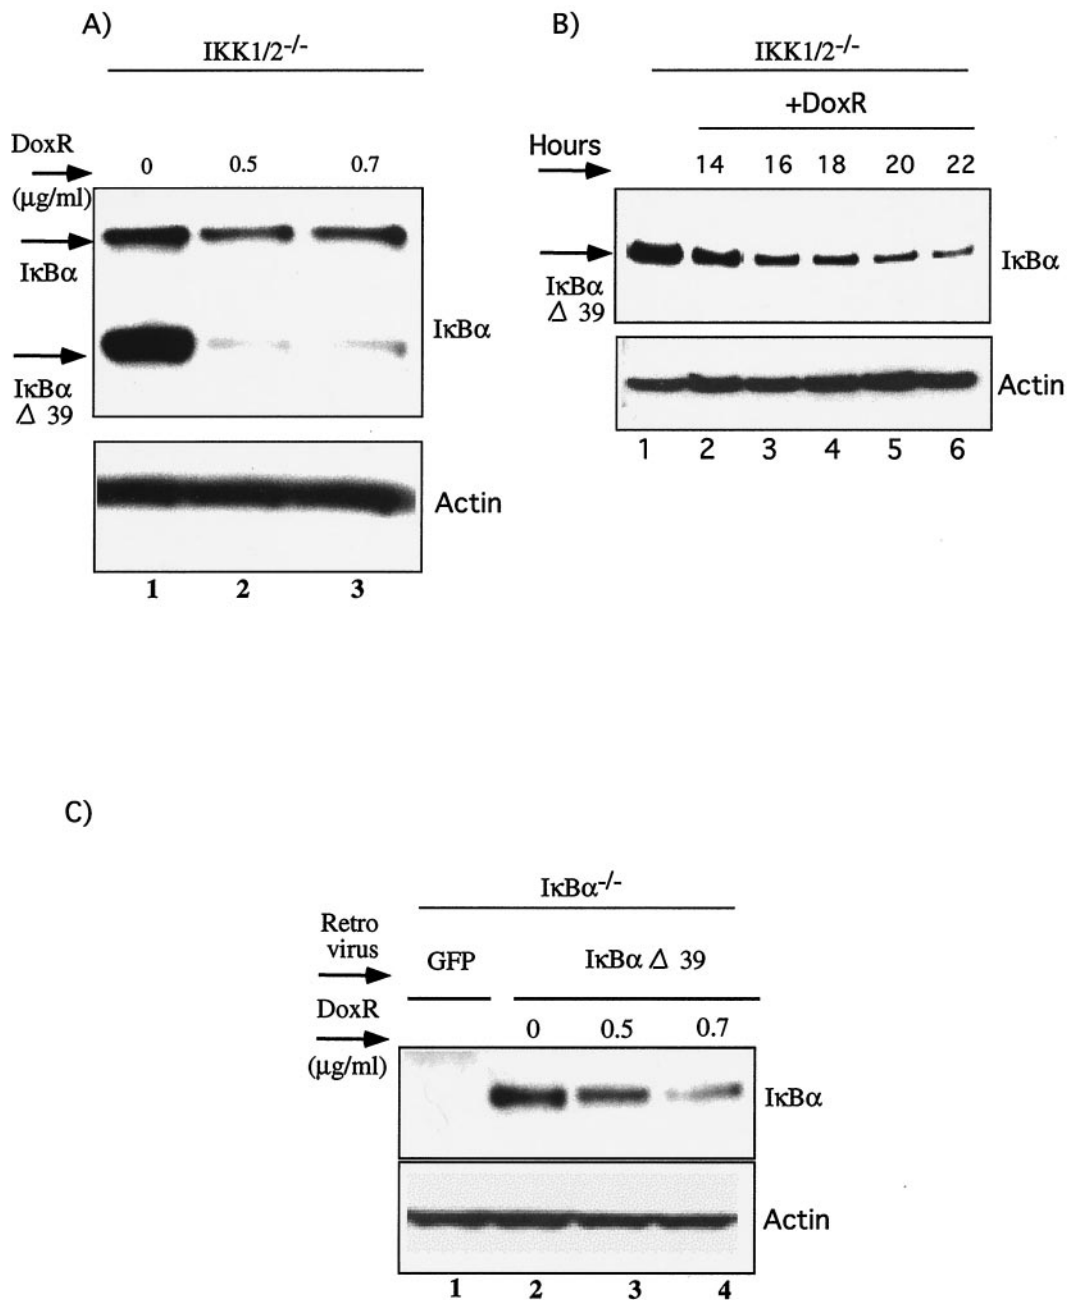 A)
IKK1/2-/-
DoxR
(μg/ml)
0 0.5 0.7
IκBα
IκBα
Δ 39
IκBα
Actin
1 2 3
B)
IKK1/2-/-
+DoxR
Hours
14 16 18 20 22
IκBα
Δ 39
IκBα
Actin
1 2 3 4 5 6
C)
IκBα-/-
Retro
virus
GFP IκBα Δ 39
DoxR
(μg/ml)
0 0.5 0.7
IκBα
Actin
1 2 3 4